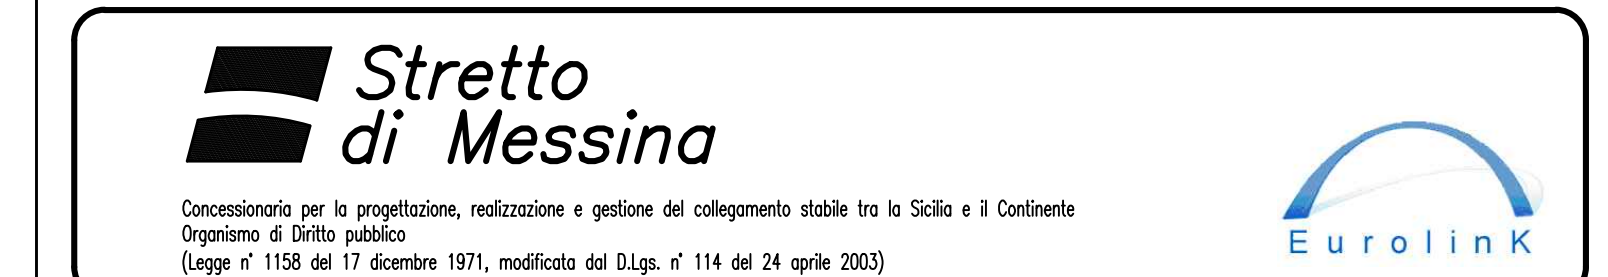 Stretto
di Messina
Concessionaria per la progettazione, realizzazione e gestione del collegamento stabile tra la Sicilia e il Continente
Organismo di Diritto pubblico
(Legge n° 1158 del 17 dicembre 1971, modificata dal D.Lgs. n° 114 del 24 aprile 2003)
EurolinK